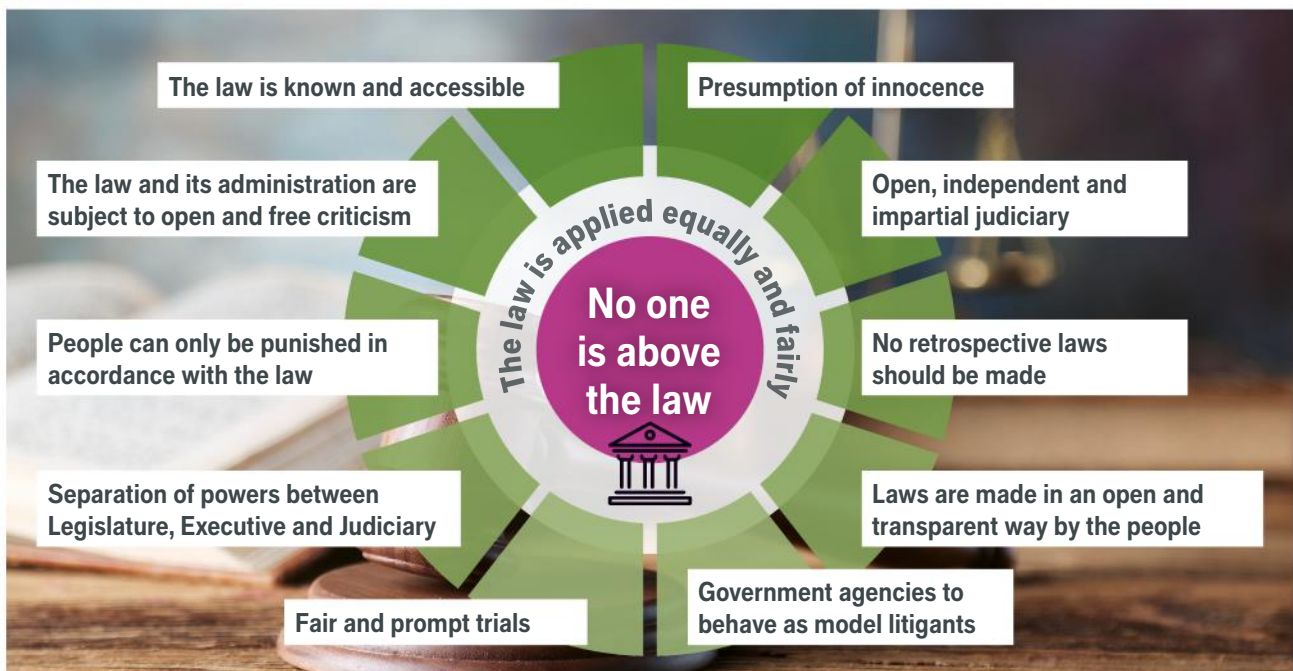 The law is known and accessible
Presumption of innocence
The law and its administration are
subject to open and free criticism
Open, independent and
impartial judiciary
The law is applied equally and fairly
No one
is above
the law
People can only be punished in
accordance with the law
No retrospective laws
should be made
Separation of powers between
Legislature, Executive and Judiciary
Laws are made in an open and
transparent way by the people
Fair and prompt trials
Government agencies to
behave as model litigants